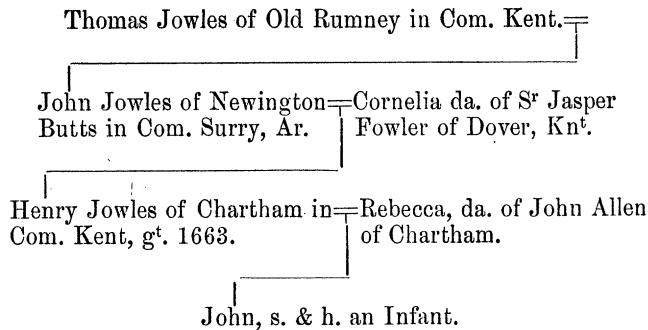 Thomas Jowles of Old Rumney in Com. Kent.
John Jowles of Newington Cornelia da. of Sʳ Jasper
Butts in Com. Surry, Ar. Fowler of Dover, Knᵗ.
Henry Jowles of Chartham in Rebecca, da. of John Allen
Com. Kent, gᵗ. 1663. of Chartham.
John, s. & h. an Infant.